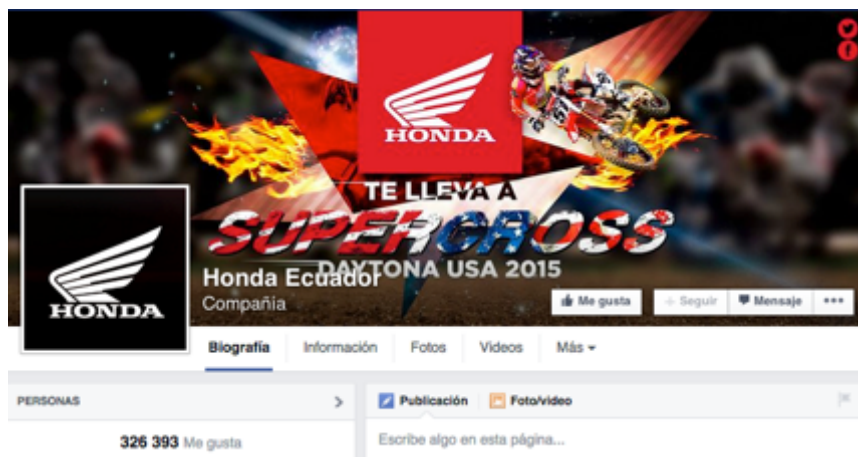 HONDA
TE LLEVA A
SUPERCROSS
DAYTONA USA 2015
HONDA
Honda Ecuador
Compañia
Me gusta
+ Seguir
Mensaje
Biografía
Información
Fotos
Videos
Más
PERSONAS
326 393 Me gusta
Publicación
Foto/video
Escribe algo en esta página...